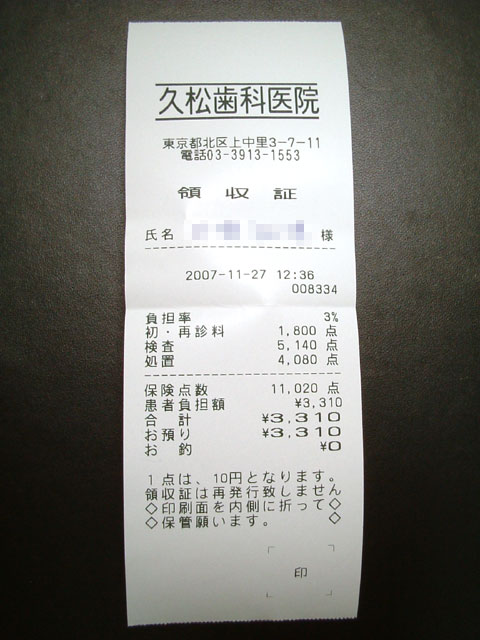 久松歯科医院
東京都北区上中里3-7-11
電話03-3913-1553
領収証
氏名 様
2007-11-27 12:36
008334
負担率 3%
初・再診料 1,800 点
検査 5,140 点
処置 4,080 点
保険点数 11,020 点
患者負担額 ¥3,310
合計 ¥3,310
お預り ¥3,310
お釣 ¥0
1点は、10円となります。
領収証は再発行致しません
◇印刷面を内側に折って◇
◇保管願います。 ◇
印